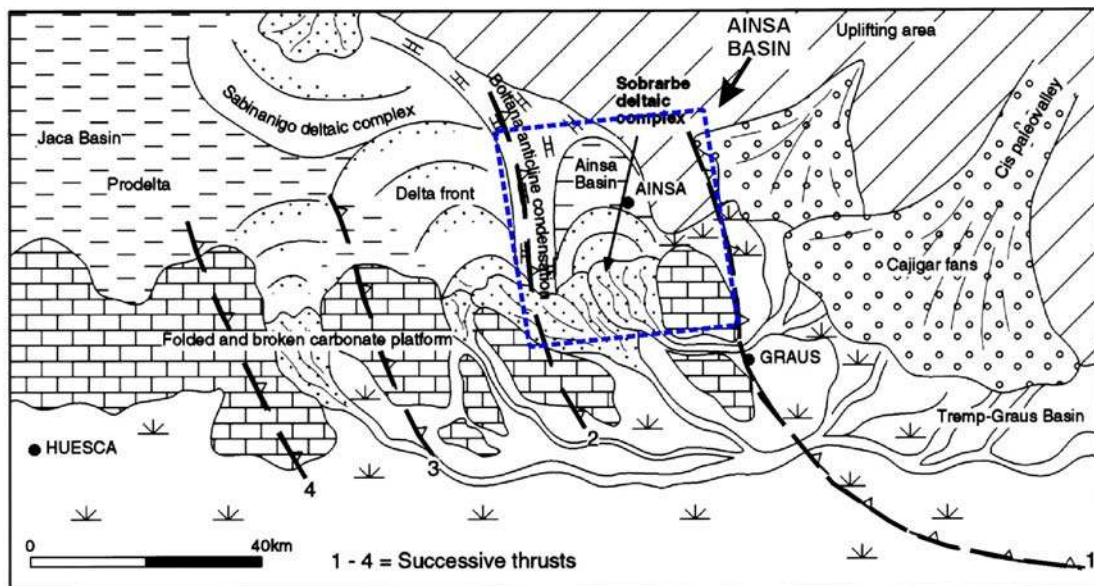 AINSA
BASIN
Uplifting area
Sobrarbe
deltaic
complex
Boltana anticline condensation
Sabinanigo deltaic complex
Cis paleovalley
Jaca Basin
Prodelta
Delta front
Ainsa
Basin
AINSA
Cajigar fans
Folded and broken carbonate platform
GRAUS
Tremp-Graus Basin
HUESCA
2
3
4
1
0
40km
1 - 4 = Successive thrusts